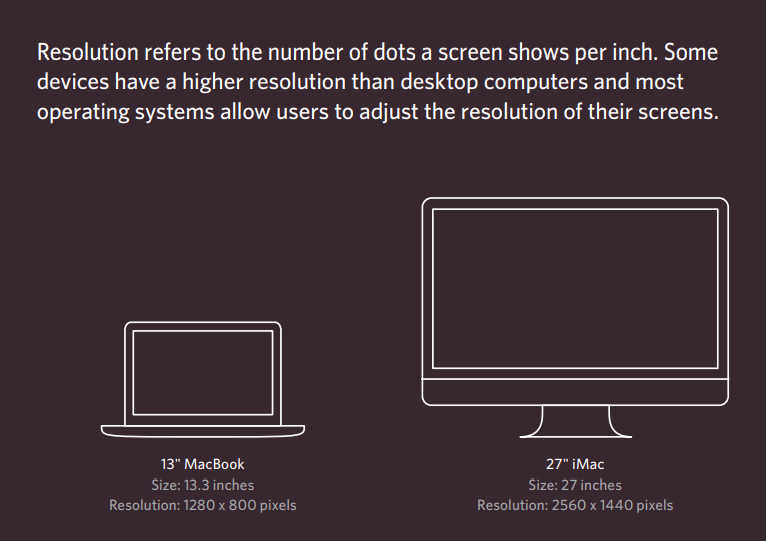 Resolution refers to the number of dots a screen shows per inch. Some
devices have a higher resolution than desktop computers and most
operating systems allow users to adjust the resolution of their screens.
13" MacBook
Size: 13.3 inches
Resolution: 1280 x 800 pixels
27" iMac
Size: 27 inches
Resolution: 2560 x 1440 pixels